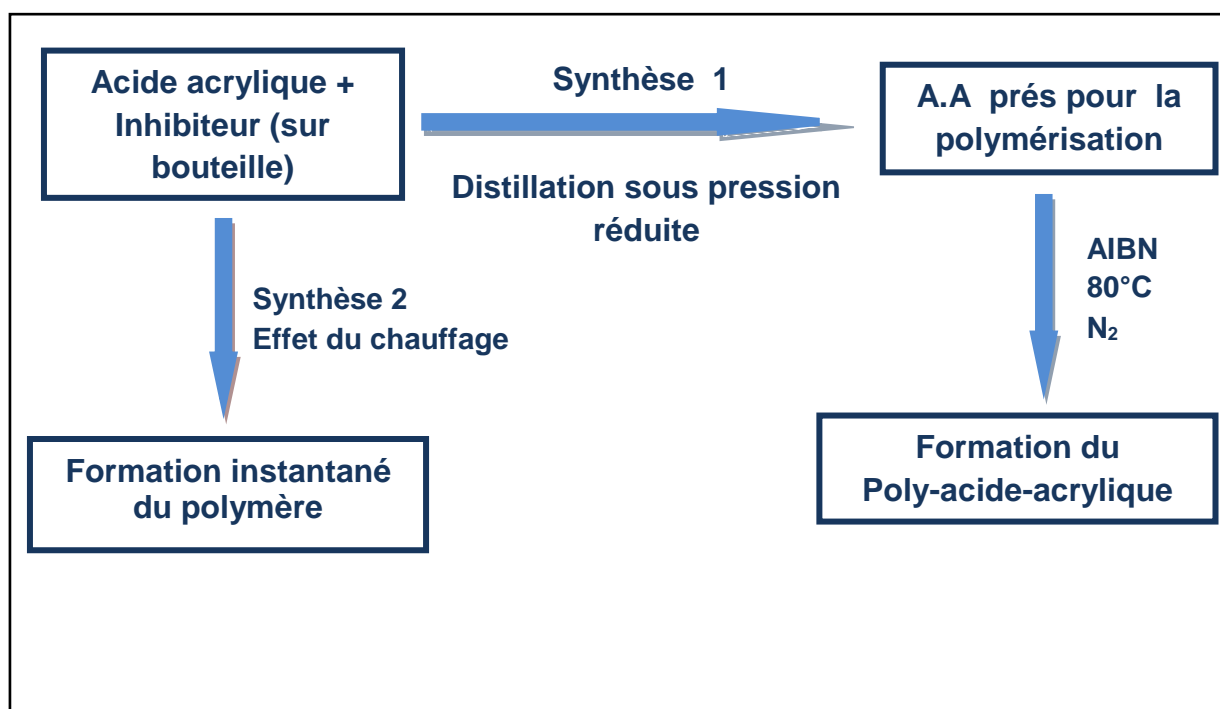 Acide acrylique +
Inhibiteur (sur
bouteille)
Synthèse 1
Distillation sous pression
réduite
A.A prés pour la
polymérisation
Synthèse 2
Effet du chauffage
AIBN
80°C
N₂
Formation instantané
du polymère
Formation du
Poly-acide-acrylique